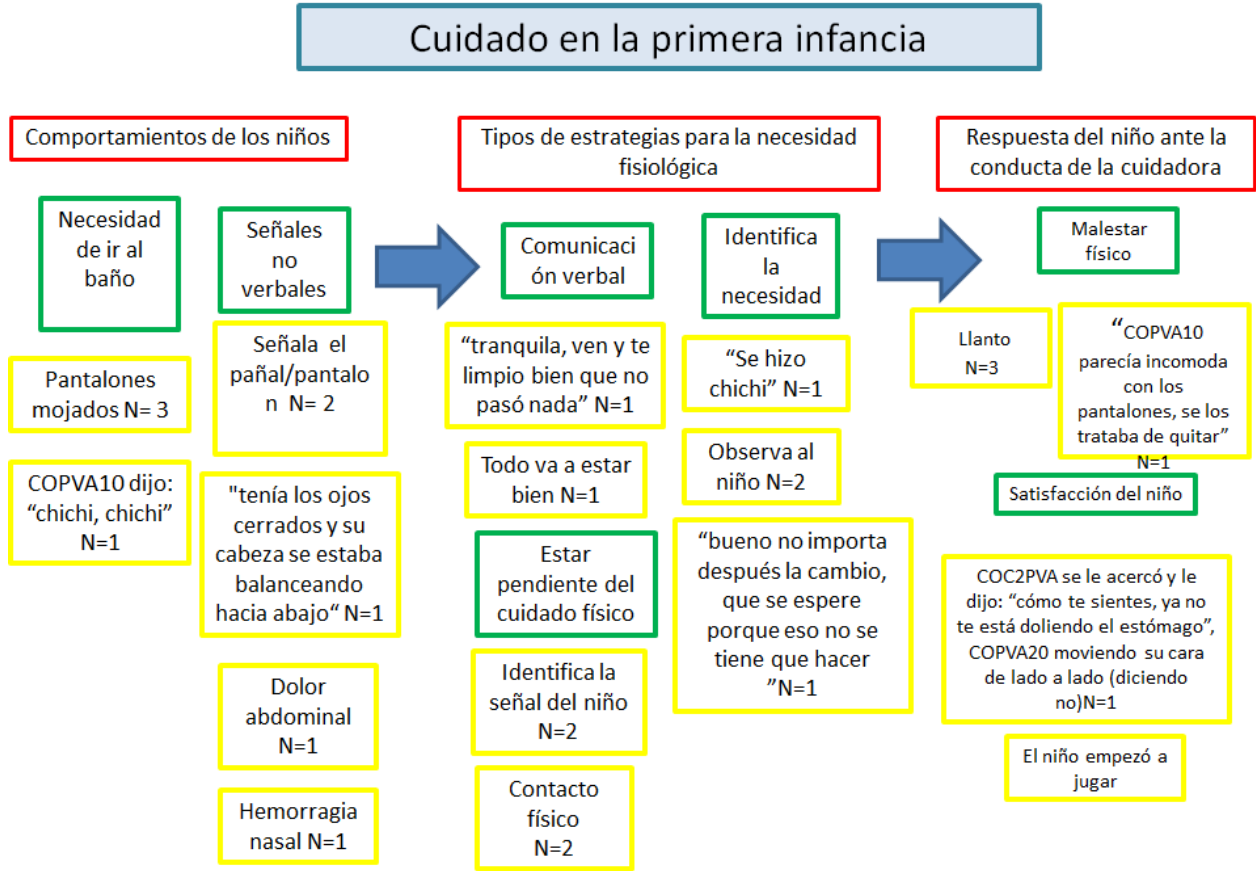 Cuidado en la primera infancia
Comportamientos de los niños
Necesidad
de ir al
baño
Pantalones
mojados N= 3
COPVA10 dijo:
“chichi, chichi”
N=1
Señales
no
verbales
Señala el
pañal/pantalo
n N= 2
"tenía los ojos
cerrados y su
cabeza se estaba
balanceando
hacia abajo“ N=1
Dolor
abdominal
N=1
Hemorragia
nasal N=1
Tipos de estrategias para la necesidad
fisiológica
Comunicaci
ón verbal
“tranquila, ven y te
limpio bien que no
pasó nada” N=1
Todo va a estar
bien N=1
Estar
pendiente del
cuidado físico
Identifica la
señal del niño
N=2
Contacto
físico
N=2
Identifica
la
necesidad
“Se hizo
chichi” N=1
Observa al
niño N=2
“bueno no importa
después la cambio,
que se espere
porque eso no se
tiene que hacer
”N=1
Respuesta del niño ante la
conducta de la cuidadora
Malestar
físico
Llanto
N=3
“COPVA10
parecía incomoda
con los
pantalones, se los
trataba de quitar”
N=1
Satisfacción del niño
COC2PVA se le acercó y le
dijo: “cómo te sientes, ya no
te está doliendo el estómago”,
COPVA20 moviendo su cara
de lado a lado (diciendo
no)N=1
El niño empezó a
jugar